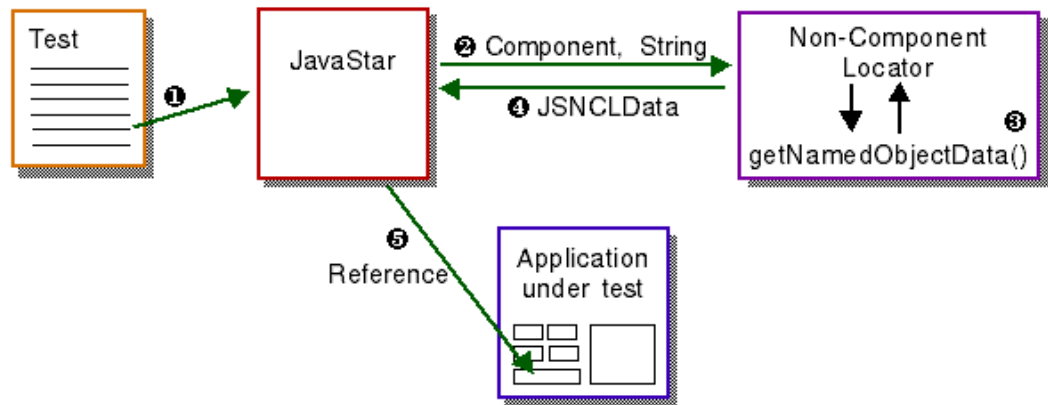 Test
❶
JavaStar
❷ Component, String
❹ JSNCLData
Non-Component
Locator
❸
getNamedObjectData()
❺
Reference
Application
under test